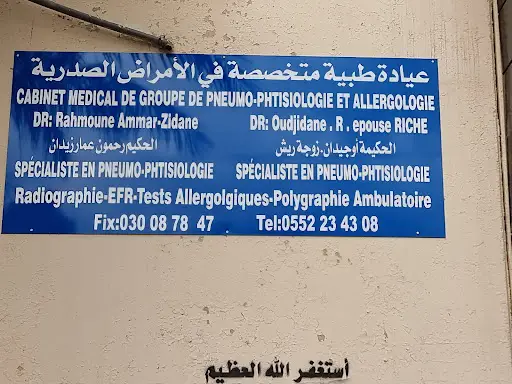 عيادة طبية متخصصة في الأمراض الصدرية
CABINET MEDICAL DE GROUPE DE PNEUMO-PHTISIOLOGIE ET ALLERGOLOGIE
DR: Rahmoune Ammar-Zidane
DR: Oudjidane . R . epouse RICHE
الحكيم رحمون عمار زيدان
الحكيمة أوجيدان. ر. زوجة ريش
SPÉCIALISTE EN PNEUMO-PHTISIOLOGIE
SPÉCIALISTE EN PNEUMO-PHTISIOLOGIE
Radiographie-EFR-Tests Allergolgiques-Polygraphie Ambulatoire
Fix:030 08 78 47
Tel:0552 23 43 08
أستغفر الله العظيم